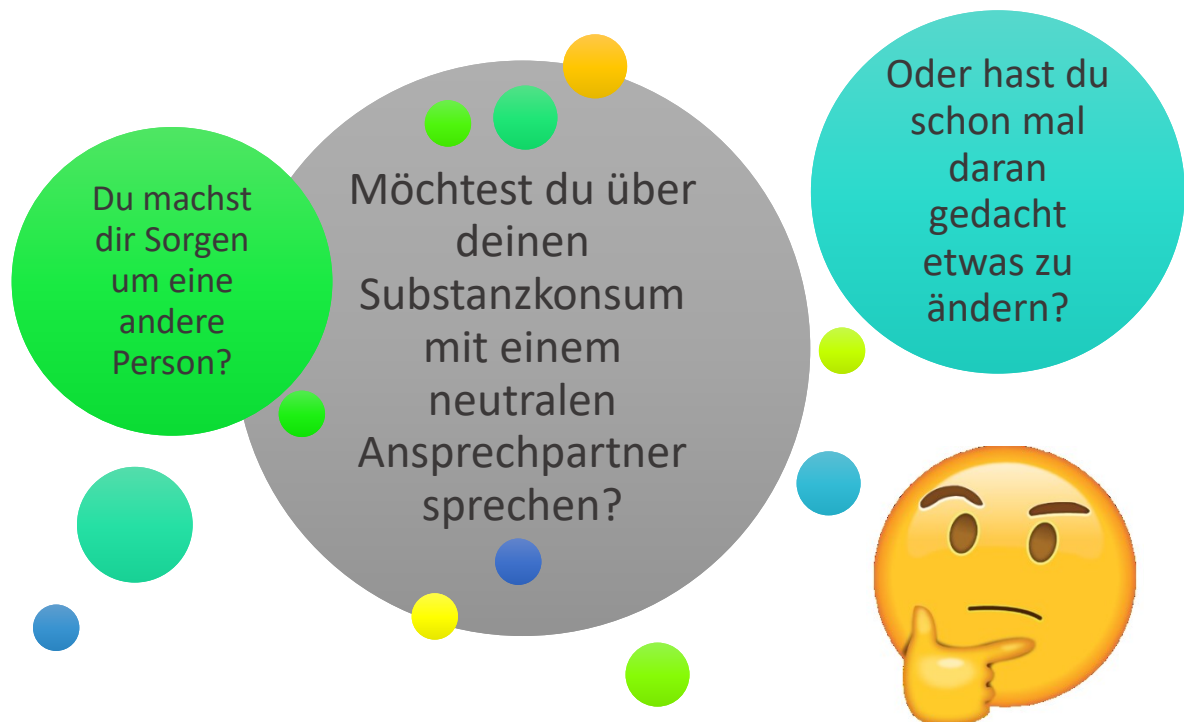 Du machst
dir Sorgen
um eine
andere
Person?
Möchtest du über
deinen
Substanzkonsum
mit einem
neutralen
Ansprechpartner
sprechen?
Oder hast du
schon mal
daran
gedacht
etwas zu
ändern?